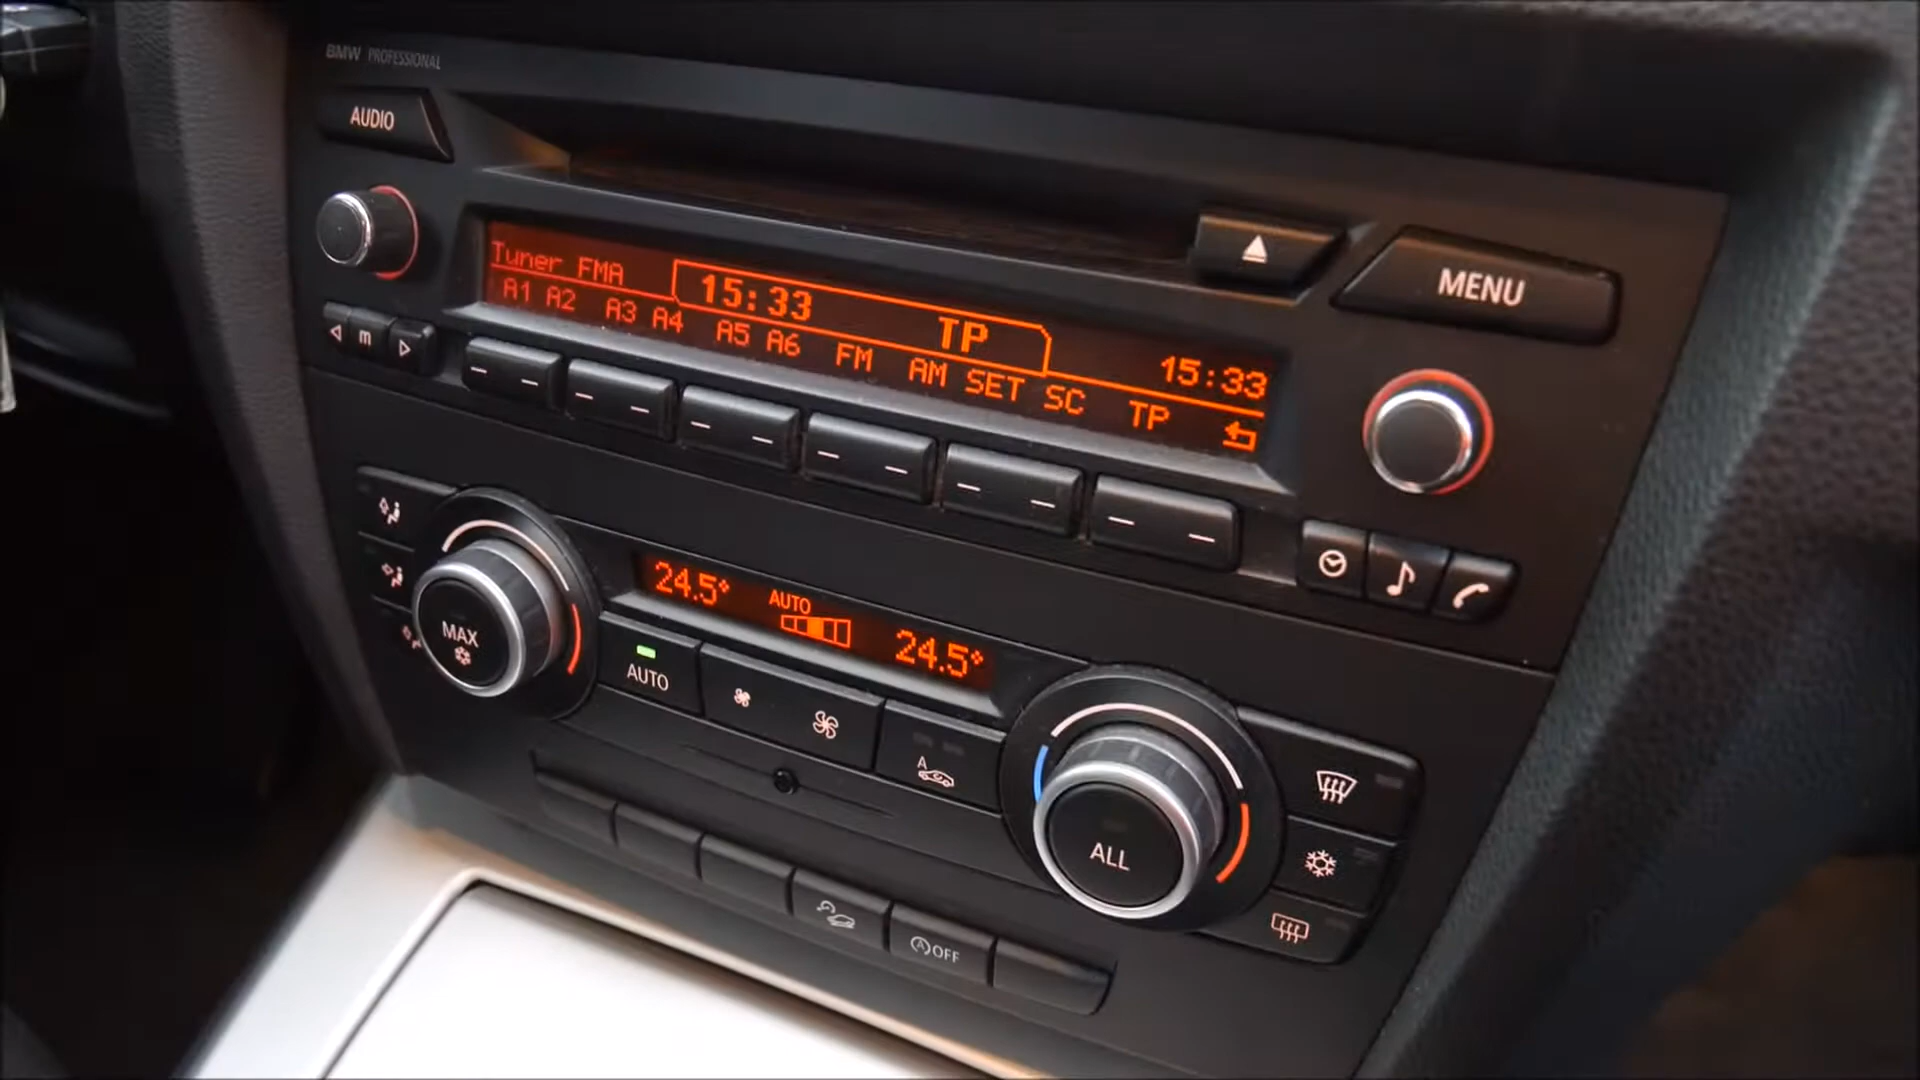 BMW PROFESSIONAL
AUDIO
MENU
Tuner FMA
15:33 TP
15:33
A1 A2 A3 A4 A5 A6 FM AM SET SC TP
m
24.5° AUTO 24.5°
MAX
AUTO
A
ALL
A OFF